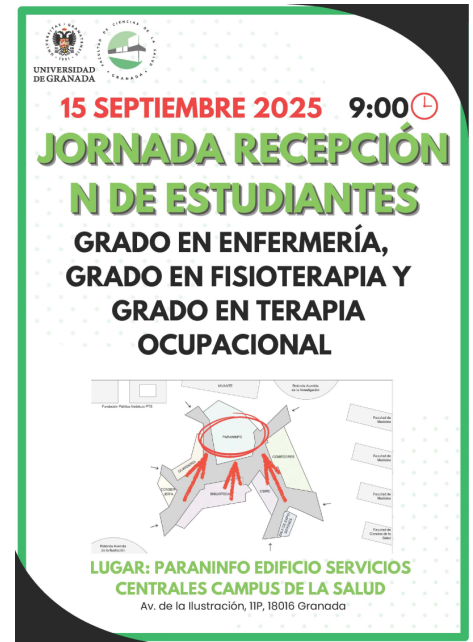 UNIVERSIDAD
DE GRANADA
15 SEPTIEMBRE 2025 9:00
JORNADA RECEPCIÓN
N DE ESTUDIANTES
GRADO EN ENFERMERÍA,
GRADO EN FISIOTERAPIA Y
GRADO EN TERAPIA
OCUPACIONAL
PARANINFO
COMEDORES
BIBLIOTECA
LUGAR: PARANINFO EDIFICIO SERVICIOS
CENTRALES CAMPUS DE LA SALUD
Av. de la Ilustración, 11P, 18016 Granada